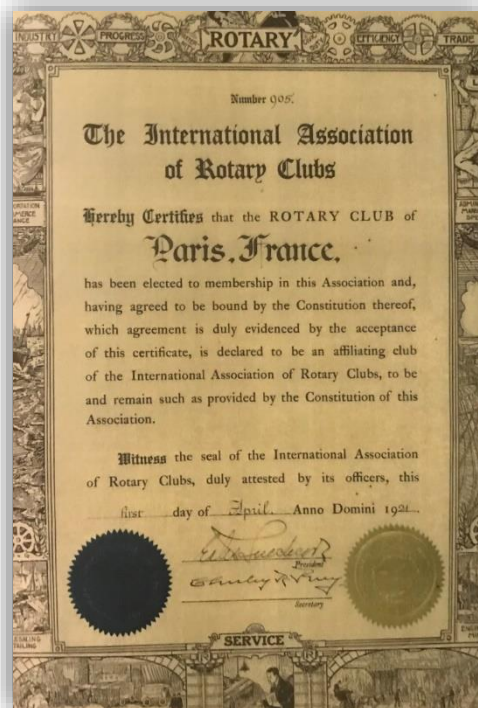 INDUSTRY PROGRESS ROTARY EFFICIENCY TRADE
Number 905.
The International Association
of Rotary Clubs
Hereby Certifies that the ROTARY CLUB of
Paris, France,
has been elected to membership in this Association and,
having agreed to be bound by the Constitution thereof,
which agreement is duly evidenced by the acceptance
of this certificate, is declared to be an affiliating club
of the International Association of Rotary Clubs, to be
and remain such as provided by the Constitution of this
Association.
Witness the seal of the International Association
of Rotary Clubs, duly attested by its officers, this
first day of April. Anno Domini 1921.
President
Secretary
SERVICE